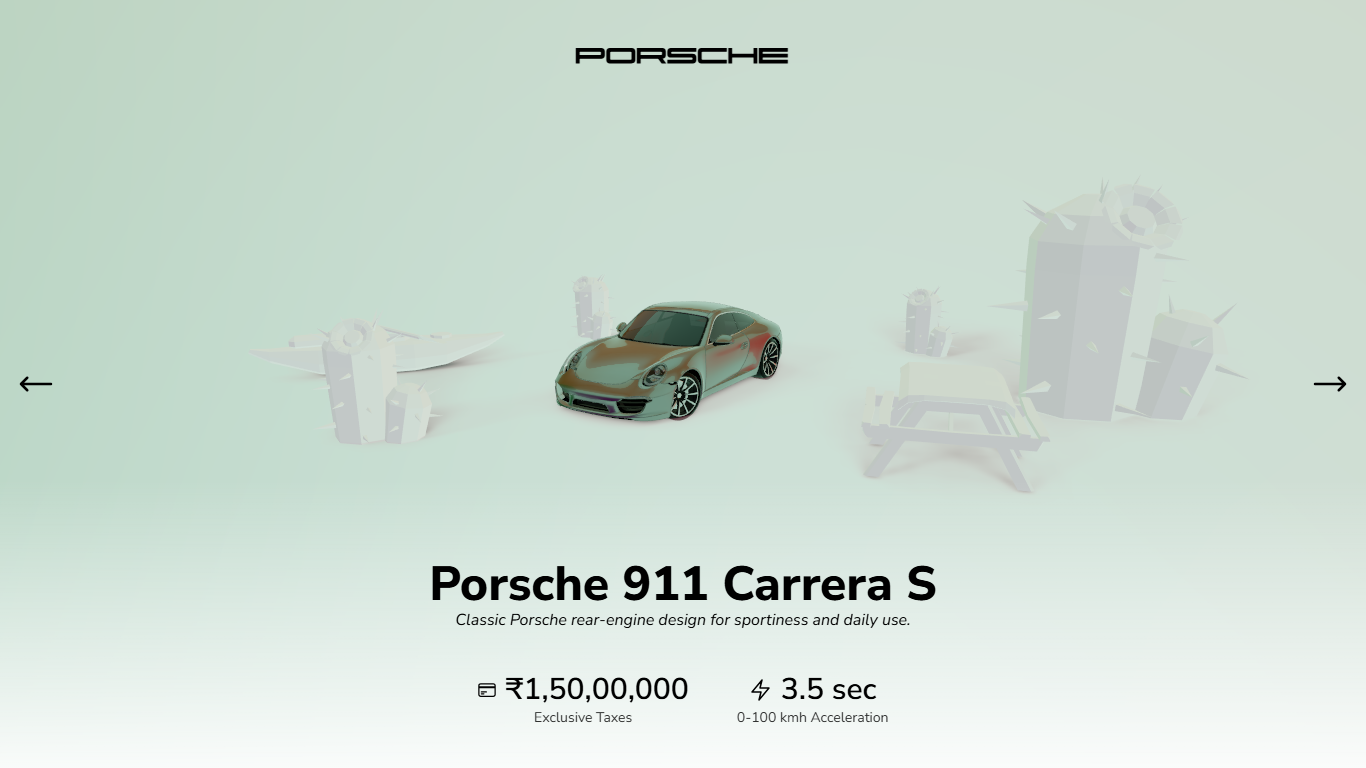 PORSCHE
Porsche 911 Carrera S
Classic Porsche rear-engine design for sportiness and daily use.
₹1,50,00,000
Exclusive Taxes
3.5 sec
0-100 kmh Acceleration